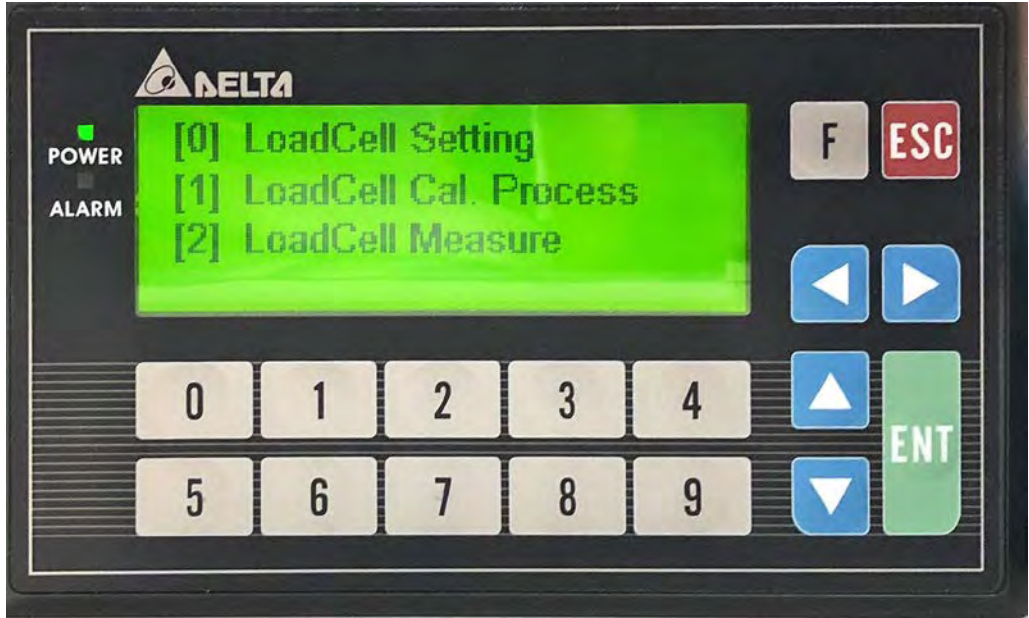 DELTA
POWER
ALARM
[0] LoadCell Setting
[1] LoadCell Cal. Process
[2] LoadCell Measure
F ESC
0 1 2 3 4
ENT
5 6 7 8 9